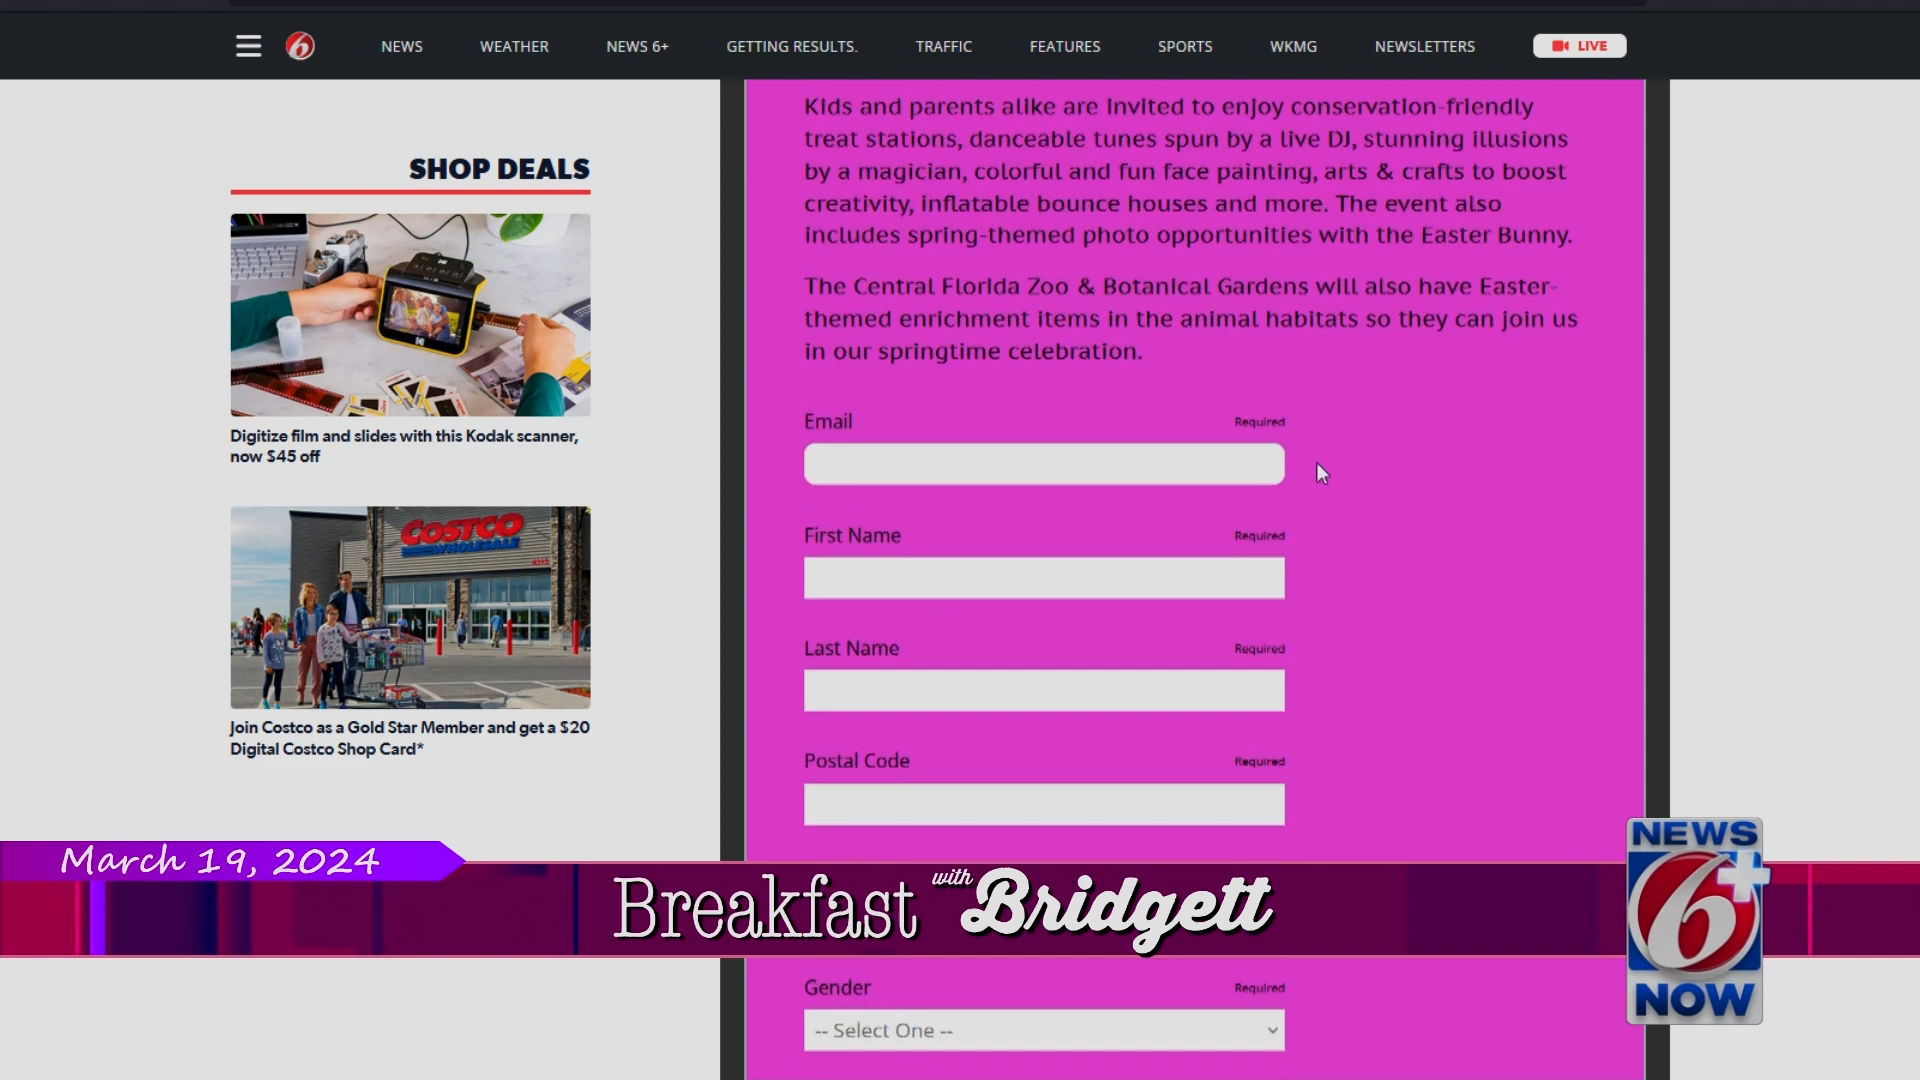 6
NEWS
WEATHER
NEWS 6+
GETTING RESULTS.
TRAFFIC
FEATURES
SPORTS
WKMG
NEWSLETTERS
LIVE
SHOP DEALS
Digitize film and slides with this Kodak scanner,
now $45 off
COSTCO
WHOLESALE
Join Costco as a Gold Star Member and get a $20
Digital Costco Shop Card*
Kids and parents alike are invited to enjoy conservation-friendly
treat stations, danceable tunes spun by a live DJ, stunning illusions
by a magician, colorful and fun face painting, arts & crafts to boost
creativity, inflatable bounce houses and more. The event also
includes spring-themed photo opportunities with the Easter Bunny.
The Central Florida Zoo & Botanical Gardens will also have Easter-
themed enrichment items in the animal habitats so they can join us
in our springtime celebration.
Email Required
First Name Required
Last Name Required
Postal Code Required
March 19, 2024
Breakfast with Bridgett
NEWS
6+
NOW
Gender Required
-- Select One --